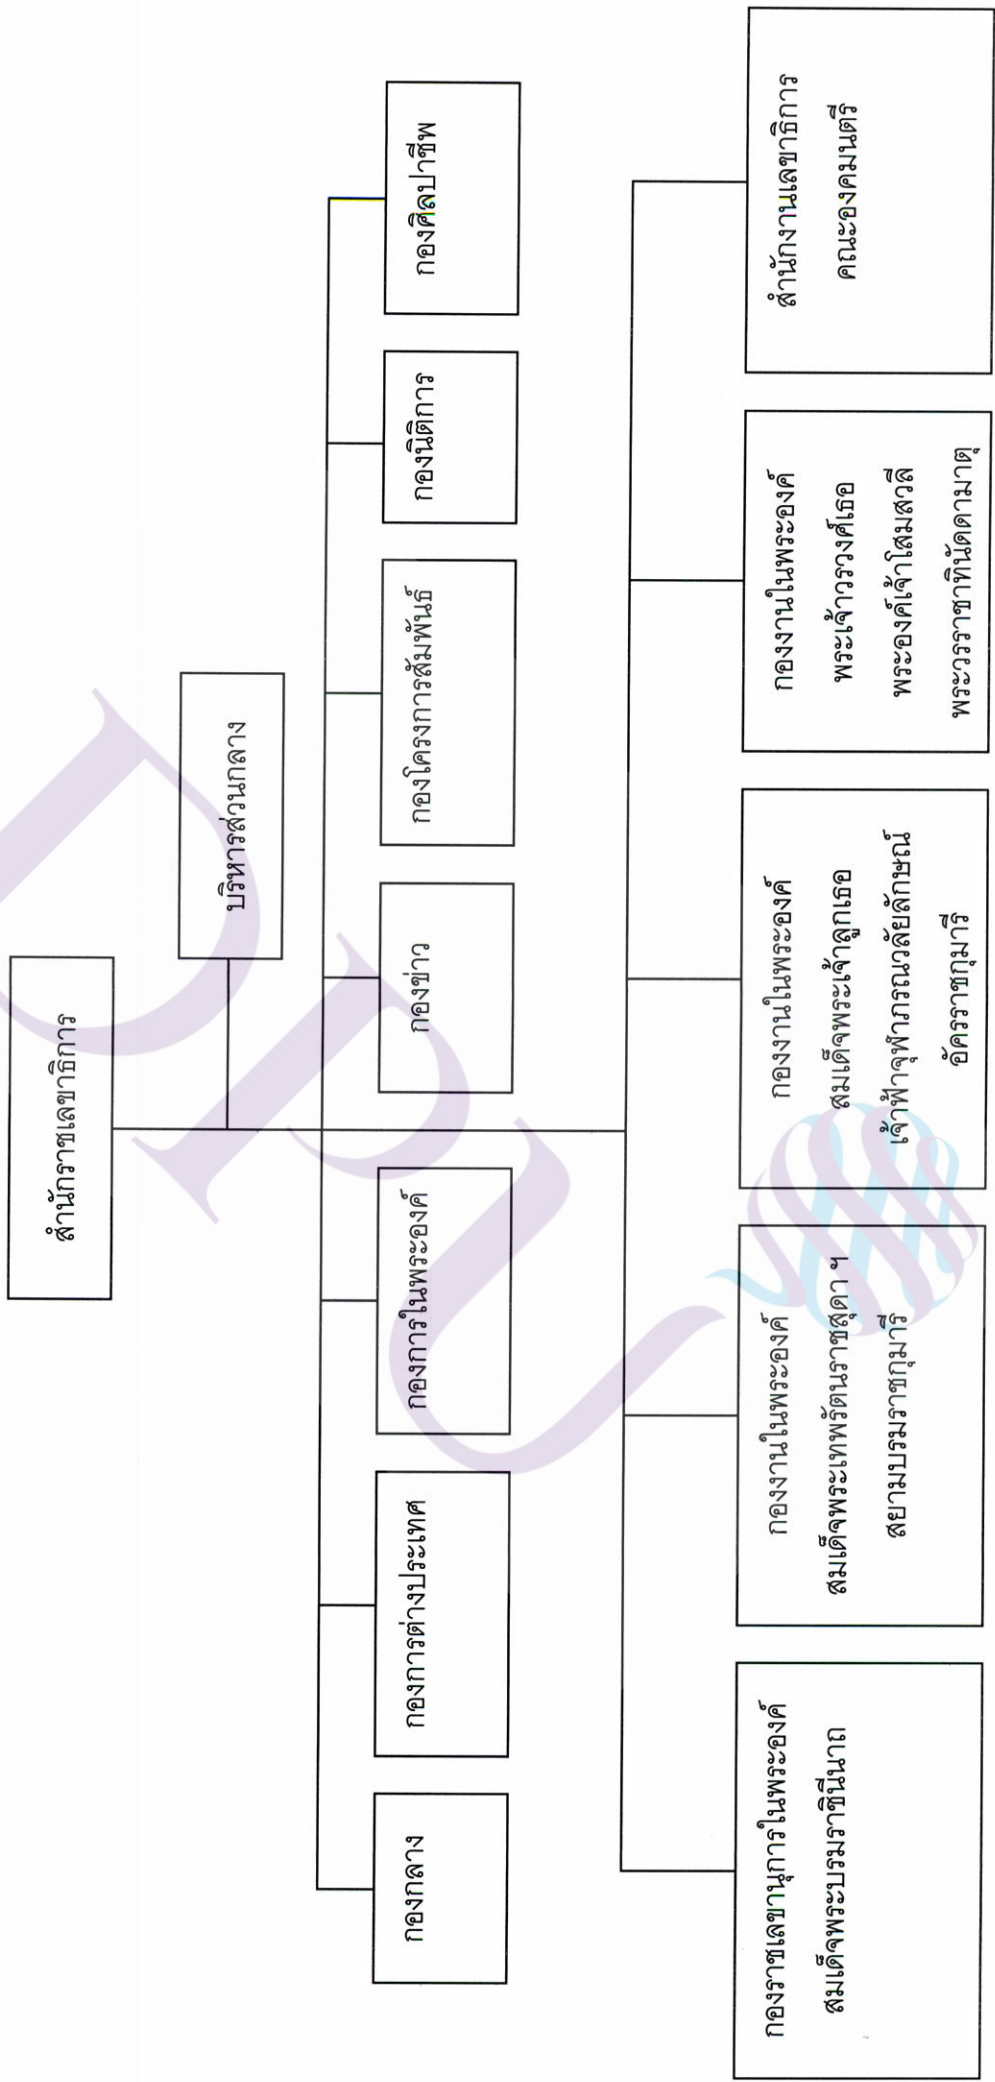 สำนักราชเลขาธิการ
บริหารส่วนกลาง
กองกลาง
กองการต่างประเทศ
กองการในพระองค์
กองข่าว
กองโครงการสัมพันธ์
กองนิติการ
กองศิลปาชีพ
กองราชเลขานุการในพระองค์
สมเด็จพระบรมราชินีนาถ
กองงานในพระองค์
สมเด็จพระเทพรัตนราชสุดา ฯ
สยามบรมราชกุมารี
กองงานในพระองค์
สมเด็จพระเจ้าลูกเธอ
เจ้าฟ้าจุฬาภรณวลัยลักษณ์
อัครราชกุมารี
กองงานในพระองค์
พระเจ้าวรวงศ์เธอ
พระองค์เจ้าโสมสวลี
พระวรราชาทินัดดามาตุ
สำนักงานเลขาธิการ
คณะองคมนตรี
DPU